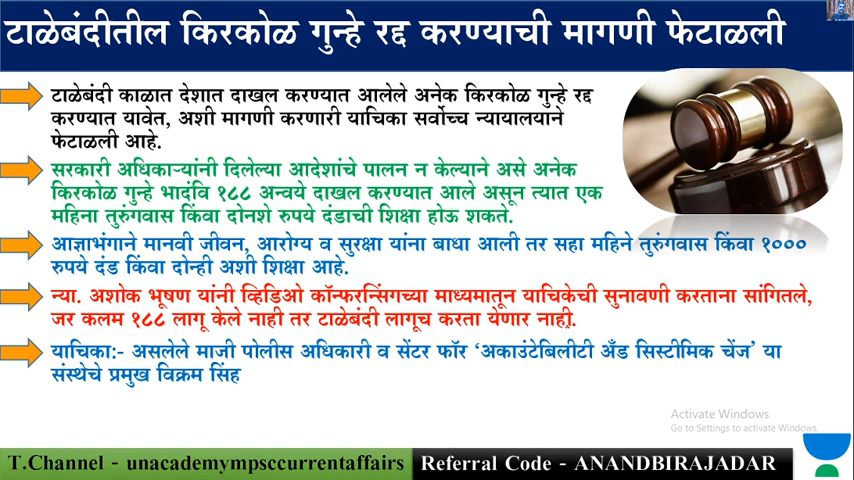 टाळेबंदीतील किरकोळ गुन्हे रद्द करण्याची मागणी फेटाळली
टाळेबंदी काळात देशात दाखल करण्यात आलेले अनेक किरकोळ गुन्हे रद्द
करण्यात यावेत, अशी मागणी करणारी याचिका सर्वोच्च न्यायालयाने
फेटाळली आहे.
सरकारी अधिकाऱ्यांनी दिलेल्या आदेशांचे पालन न केल्याने असे अनेक
किरकोळ गुन्हे भादंवि १८८ अन्वये दाखल करण्यात आले असून त्यात एक
महिना तुरुंगवास किंवा दोनशे रुपये दंडाची शिक्षा होऊ शकते.
आज्ञाभंगाने मानवी जीवन, आरोग्य व सुरक्षा यांना बाधा आली तर सहा महिने तुरुंगवास किंवा १०००
रुपये दंड किंवा दोन्ही अशी शिक्षा आहे.
न्या. अशोक भूषण यांनी व्हिडिओ कॉन्फरन्सिंगच्या माध्यमातून याचिकेची सुनावणी करताना सांगितले,
जर कलम १८८ लागू केले नाही तर टाळेबंदी लागूच करता येणार नाही.
याचिका:- असलेले माजी पोलीस अधिकारी व सेंटर फॉर ‘अकाउंटेबिलीटी अँड सिस्टीमिक चेंज’ या
संस्थेचे प्रमुख विक्रम सिंह
Activate Windows
Go to Settings to activate Windows.
T.Channel - unacademympsccurrentaffairs
Referral Code - ANANDBIRAJADAR